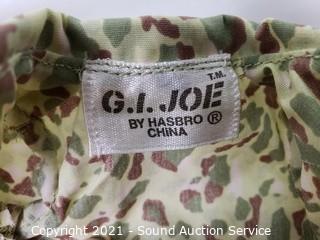 T.M.
G.I. JOE
BY HASBRO ®
CHINA
Copyright 2021 - Sound Auction Service